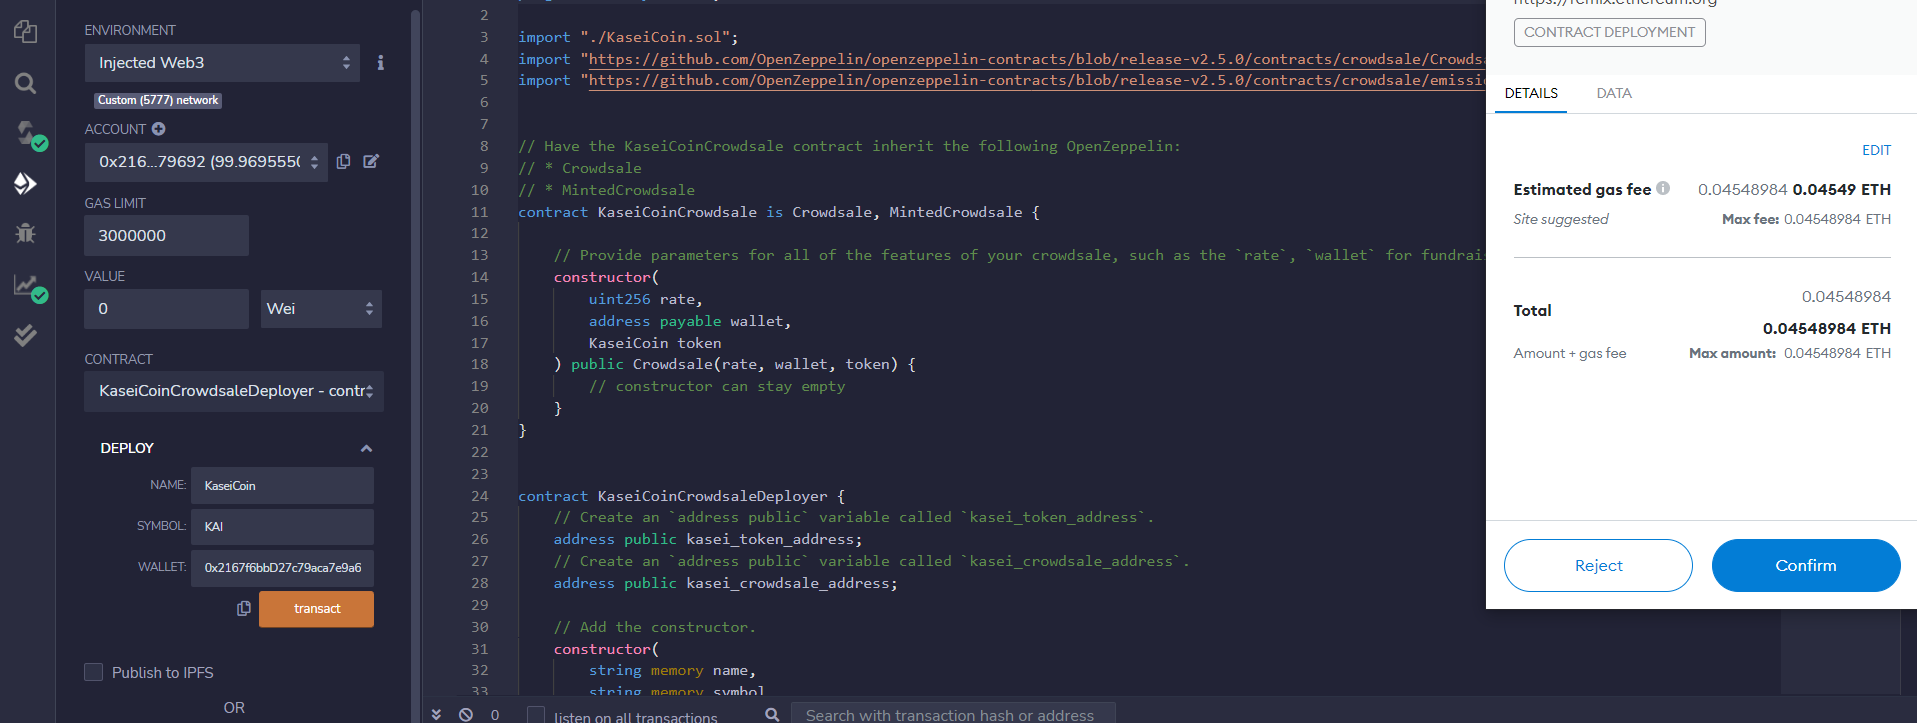 ENVIRONMENT
Injected Web3
Custom (5777) network
ACCOUNT
0x216...79692 (99.9695550
GAS LIMIT
3000000
VALUE
0
Wei
CONTRACT
KaseiCoinCrowdsaleDeployer - contr
DEPLOY
NAME:
KaseiCoin
SYMBOL:
KAI
WALLET:
0x2167f6bbD27c79aca7e9a6
transact
Publish to IPFS
OR
2
3 import "./KaseiCoin.sol";
4 import "https://github.com/OpenZeppelin/openzeppelin-contracts/blob/release-v2.5.0/contracts/crowdsale/Crowdsa
5 import "https://github.com/OpenZeppelin/openzeppelin-contracts/blob/release-v2.5.0/contracts/crowdsale/emissi
6
7
8 // Have the KaseiCoinCrowdsale contract inherit the following OpenZeppelin:
9 // * Crowdsale
10 // * MintedCrowdsale
11 contract KaseiCoinCrowdsale is Crowdsale, MintedCrowdsale {
12
13 // Provide parameters for all of the features of your crowdsale, such as the `rate`, `wallet` for fundrais
14 constructor(
15 uint256 rate,
16 address payable wallet,
17 KaseiCoin token
18 ) public Crowdsale(rate, wallet, token) {
19 // constructor can stay empty
20 }
21 }
22
23
24 contract KaseiCoinCrowdsaleDeployer {
25 // Create an `address public` variable called `kasei_token_address`.
26 address public kasei_token_address;
27 // Create an `address public` variable called `kasei_crowdsale_address`.
28 address public kasei_crowdsale_address;
29
30 // Add the constructor.
31 constructor(
32 string memory name,
33 string memory symbol
0
listen on all transactions
Search with transaction hash or address
https://remix.ethereum.org
CONTRACT DEPLOYMENT
DETAILS
DATA
EDIT
Estimated gas fee 0.04548984 0.04549 ETH
Site suggested Max fee: 0.04548984 ETH
0.04548984
Total
0.04548984 ETH
Amount + gas fee Max amount: 0.04548984 ETH
Reject
Confirm